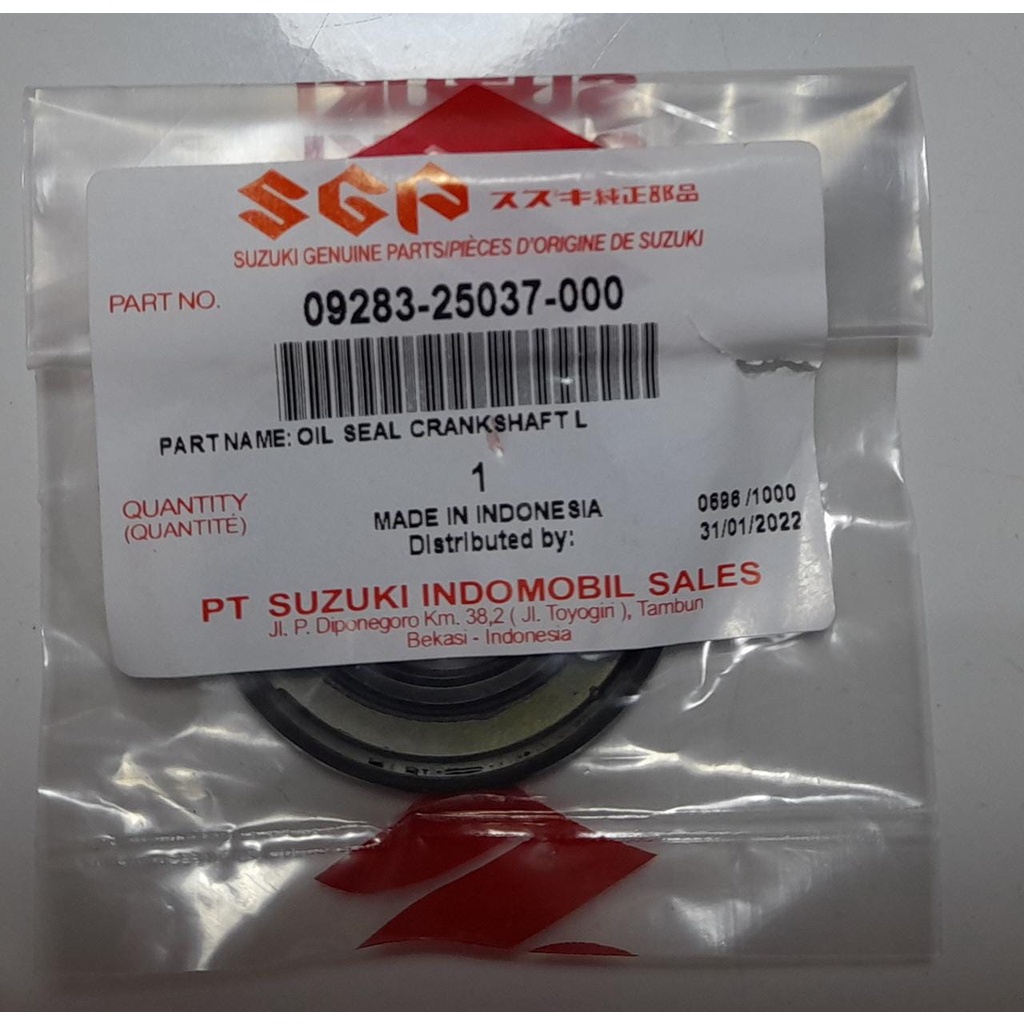 SUZUKI
SGP スズキ純正部品
SUZUKI GENUINE PARTS/PIÈCES D'ORIGINE DE SUZUKI
PART NO. 09283-25037-000
PART NAME: OIL SEAL CRANKSHAFT L
1
QUANTITY
(QUANTITÉ)
MADE IN INDONESIA
Distributed by:
0696 /1000
31/01/2022
PT SUZUKI INDOMOBIL SALES
Jl. P. Diponegoro Km. 38,2 ( Jl. Toyogiri ), Tambun
Bekasi - Indonesia